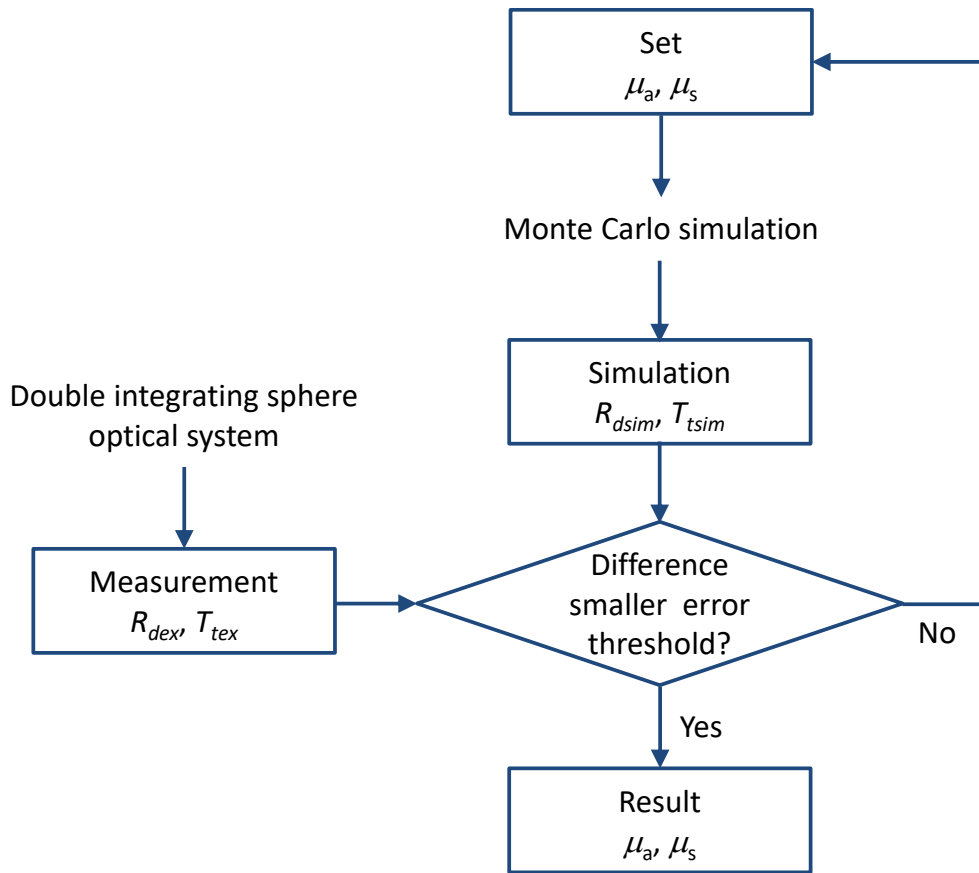 Set
μa, μs
Monte Carlo simulation
Simulation
Rdsim, Ttsim
Double integrating sphere
optical system
Measurement
Rdex, Ttex
Difference
smaller error
threshold?
No
Yes
Result
μa, μs